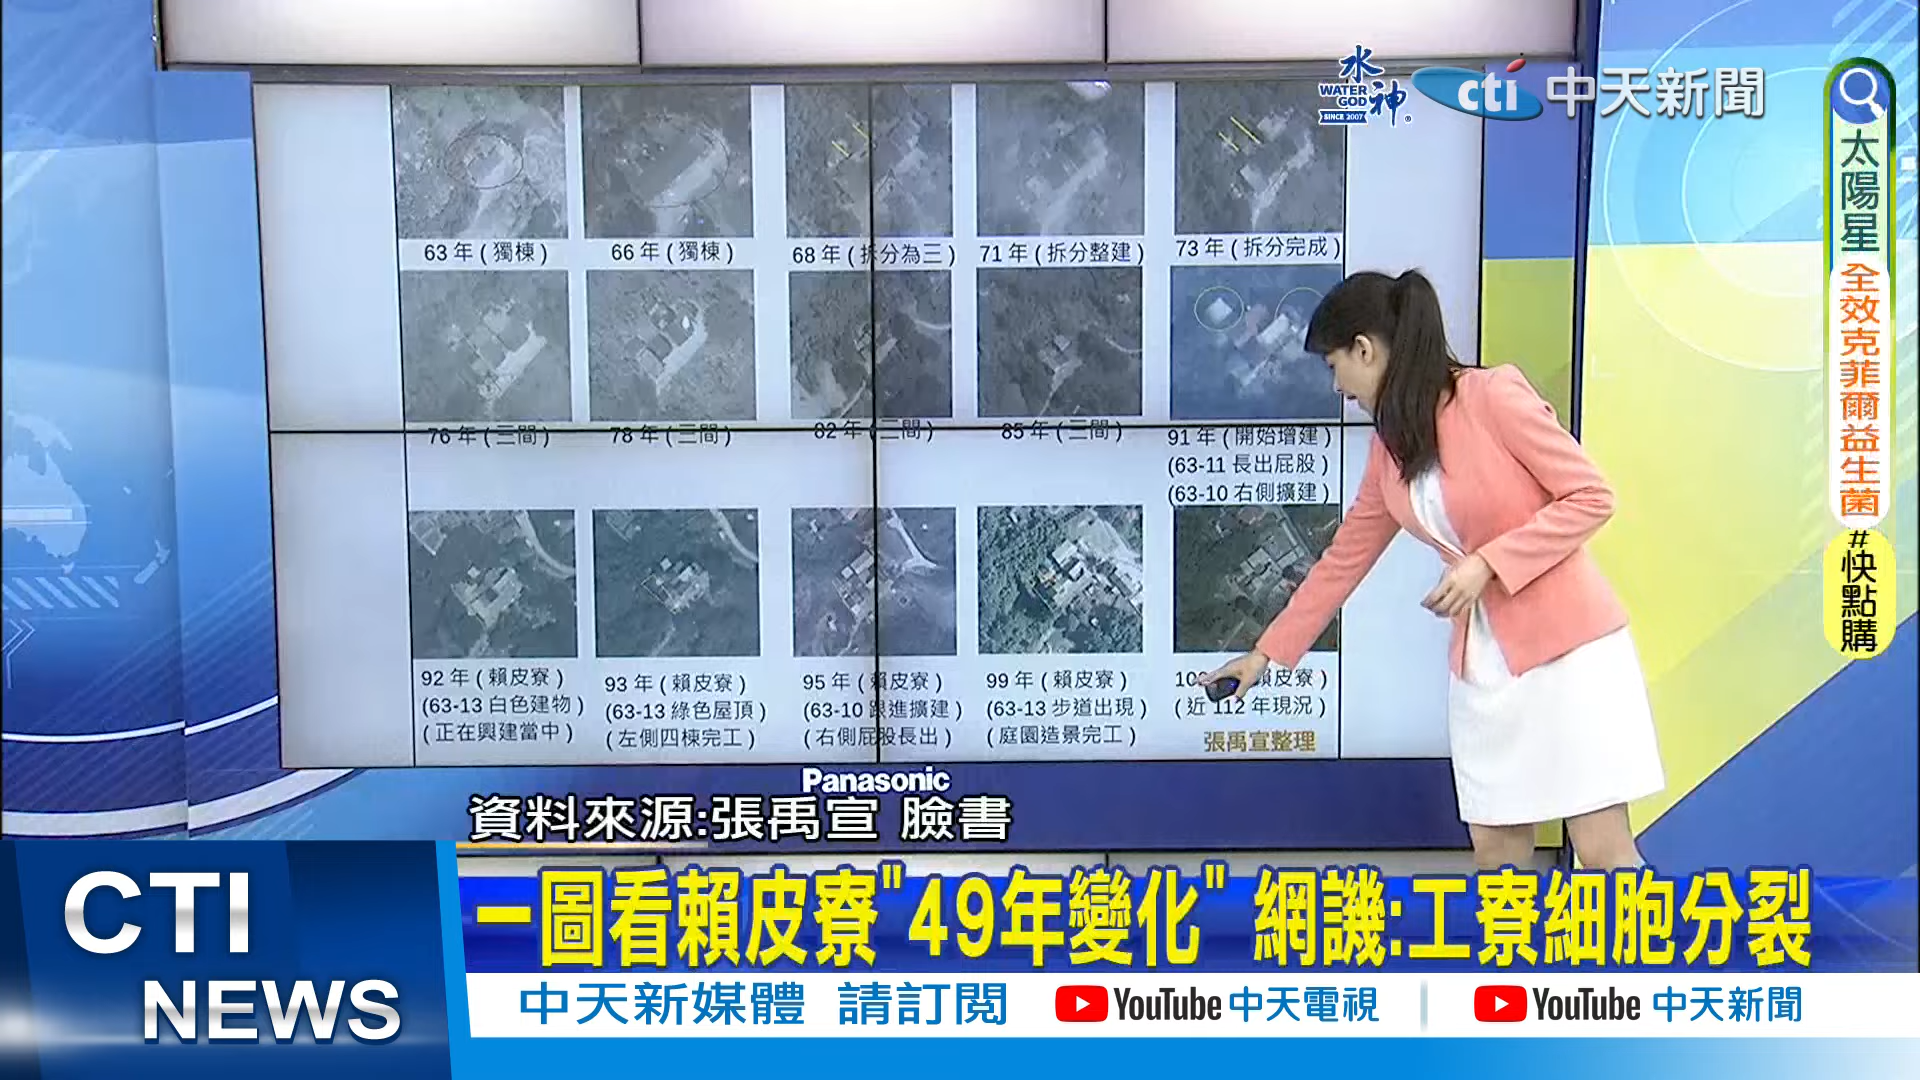 水神
WATER
GOD
SINCE 2007
cti 中天新聞
太陽星
全效克菲爾益生菌
#快點購
63 年 ( 獨棟 )
66 年 ( 獨棟 )
68 年 ( 拆分為三 )
71 年 ( 拆分整建 )
73 年 ( 拆分完成 )
76 年 ( 三間 )
78 年 ( 三間 )
82 年 ( 三間 )
85 年 ( 三間 )
91 年 ( 開始增建 )
(63-11 長出屁股 )
(63-10 右側擴建 )
92 年 ( 賴皮寮 )
(63-13 白色建物 )
( 正在興建當中 )
93 年 ( 賴皮寮 )
(63-13 綠色屋頂 )
( 左側四棟完工 )
95 年 ( 賴皮寮 )
(63-10 跟進擴建 )
( 右側屁股長出 )
99 年 ( 賴皮寮 )
(63-13 步道出現 )
( 庭園造景完工 )
賴皮寮 )
( 近 112 年現況 )
張禹宣整理
Panasonic
資料來源:張禹宣 臉書
CTI
NEWS
一圖看賴皮寮"49年變化" 網譏:工寮細胞分裂
中天新媒體 請訂閱 YouTube 中天電視 | YouTube 中天新聞